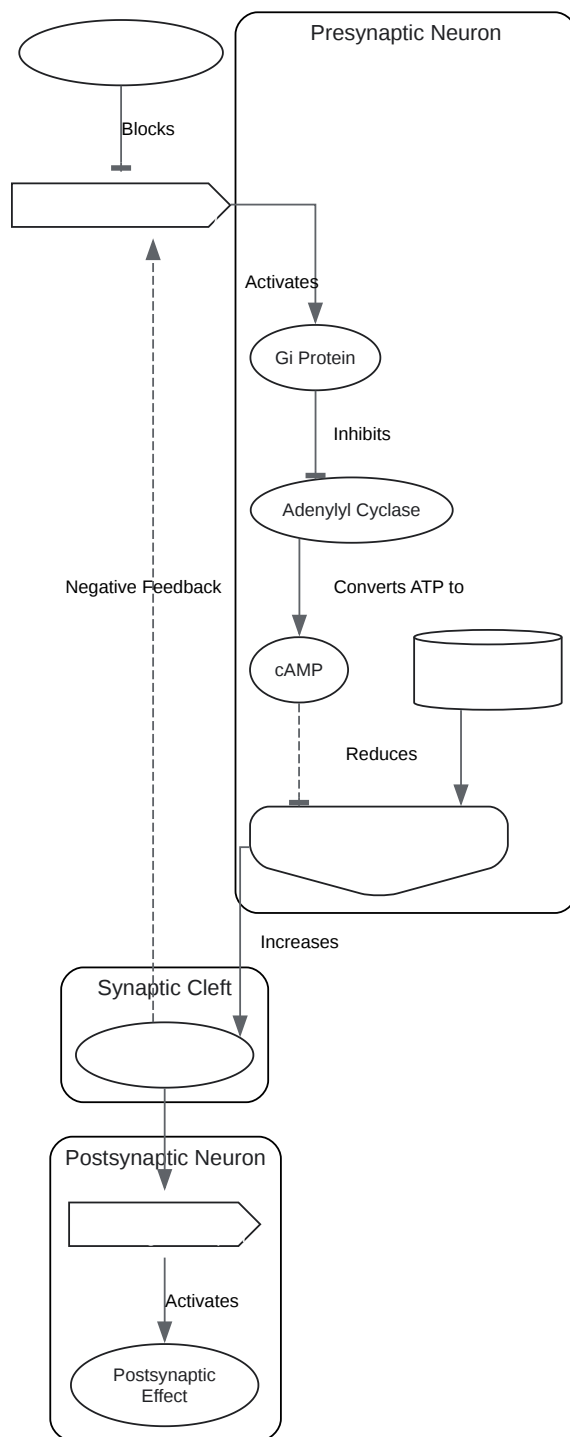 Presynaptic Neuron
Blocks
Activates
Gi Protein
Inhibits
Adenylyl Cyclase
Negative Feedback
Converts ATP to
cAMP
Reduces
Increases
Synaptic Cleft
Postsynaptic Neuron
Activates
Postsynaptic
Effect